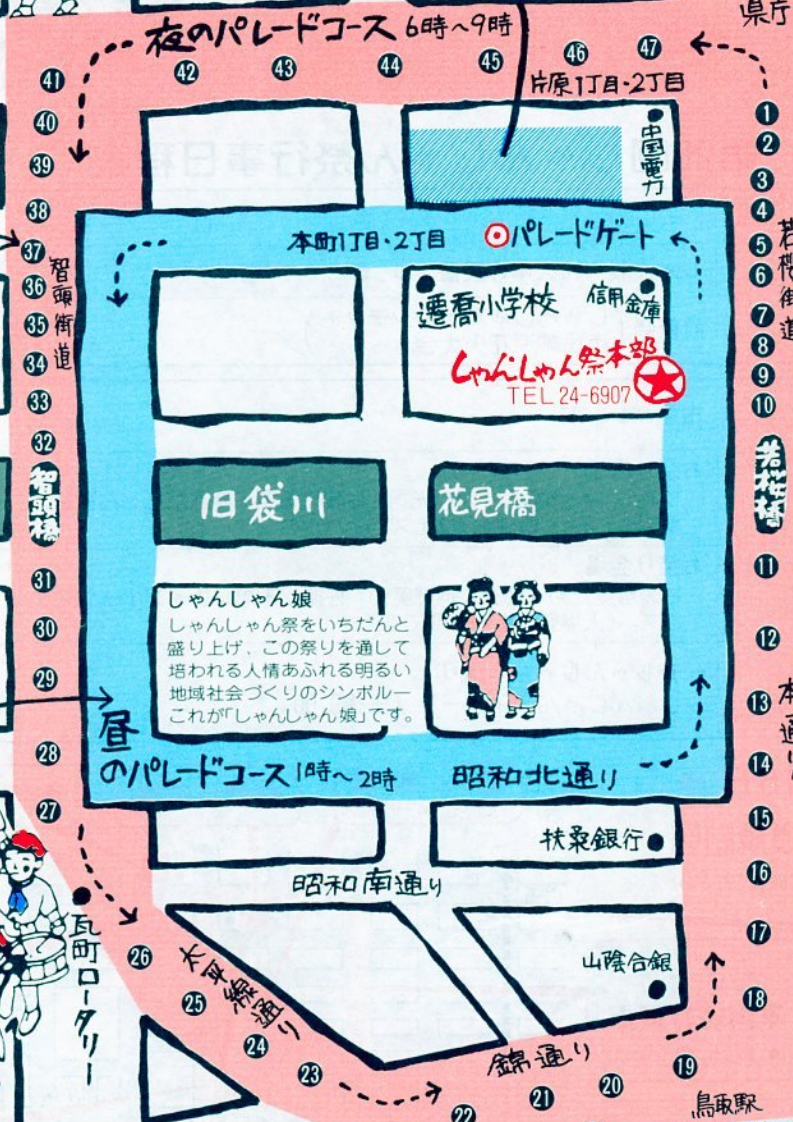 県庁
夜のパレードコース 6時~9時
41
42
43
44
45
46
47
片原1丁目・2丁目
中国電力
40
39
38
37
36
35
34
33
32
智頭街道
智頭橋
31
30
29
28
27
1
2
3
4
5
6
7
8
9
10
若桜街道
若桜橋
11
12
13
14
15
16
17
18
本通り
本町1丁目・2丁目
パレードゲート
遷喬小学校
信用金庫
しゃんしゃん祭本部
TEL 24-6907
旧袋川
花見橋
しゃんしゃん娘
しゃんしゃん祭をいちだんと
盛り上げ、この祭りを通して
培われる人情あふれる明るい
地域社会づくりのシンボルー
これが「しゃんしゃん娘」です。
昼
のパレードコース 1時~2時
昭和北通り
扶桑銀行
昭和南通り
瓦町ロータリー
太平線通り
山陰合銀
26
25
24
23
22
21
20
19
錦通り
鳥取駅